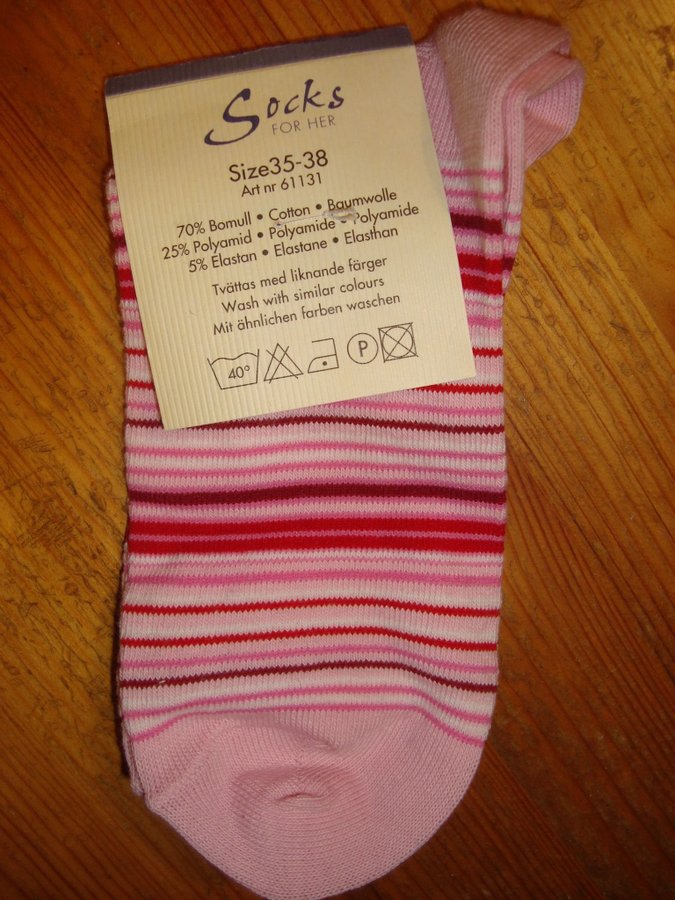 Socks
FOR HER
Size35-38
Art nr 61131
70% Bomull • Cotton • Baumwolle
25% Polyamid • Polyamide • Polyamide
5% Elastan • Elastane • Elasthan
Tvättas med liknande färger
Wash with similar colours
Mit ähnlichen farben waschen
40° P